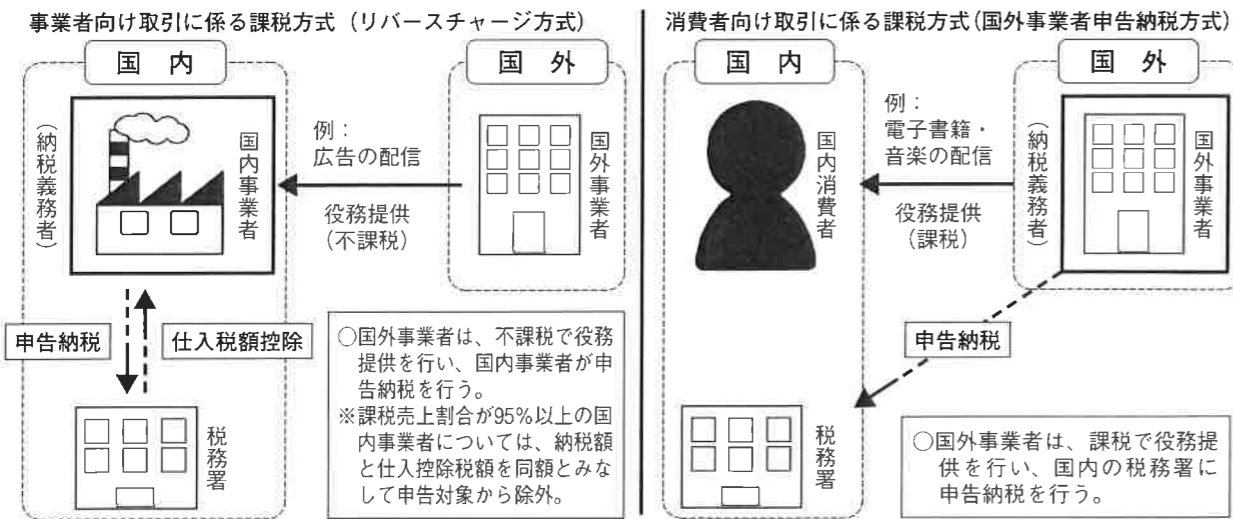 事業者向け取引に係る課税方式（リバースチャージ方式）
国内
国外
（納税義務者）
国内事業者
例：
広告の配信
役務提供
（不課税）
国外事業者
申告納税
仕入税額控除
税務署
○国外事業者は、不課税で役務
提供を行い、国内事業者が申
告納税を行う。
※課税売上割合が95%以上の国
内事業者については、納税額
と仕入控除税額を同額とみな
して申告対象から除外。
消費者向け取引に係る課税方式(国外事業者申告納税方式)
国内
国外
国内消費者
例：
電子書籍・
音楽の配信
役務提供
（課税）
（納税義務者）
国外事業者
申告納税
税務署
○国外事業者は、課税で役務提
供を行い、国内の税務署に
申告納税を行う。